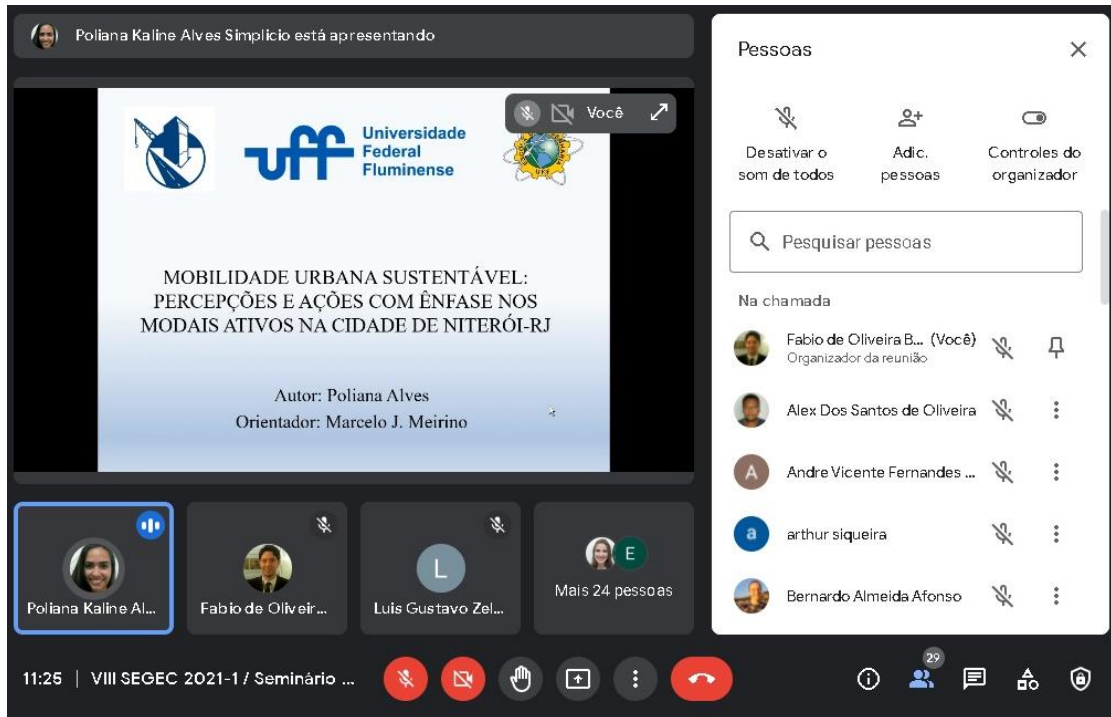 Poliana Kaline Alves Simplicio está apresentando
Você
uff
Universidade
Federal
Fluminense
MOBILIDADE URBANA SUSTENTÁVEL:
PERCEPÇÕES E AÇÕES COM ÊNFASE NOS
MODAIS ATIVOS NA CIDADE DE NITERÓI-RJ
Autor: Poliana Alves
Orientador: Marcelo J. Meirino
Poliana Kaline Al...
Fabio de Oliveir...
L
Luis Gustavo Zel...
E
Mais 24 pessoas
Pessoas
Desativar o
som de todos
Adic.
pessoas
Controles do
organizador
Pesquisar pessoas
Na chamada
Fabio de Oliveira B... (Você)
Organizador da reunião
Alex Dos Santos de Oliveira
A
Andre Vicente Fernandes ...
a
arthur siqueira
Bernardo Almeida Afonso
11:25 | VIII SEGEC 2021-1 / Seminário ...
29